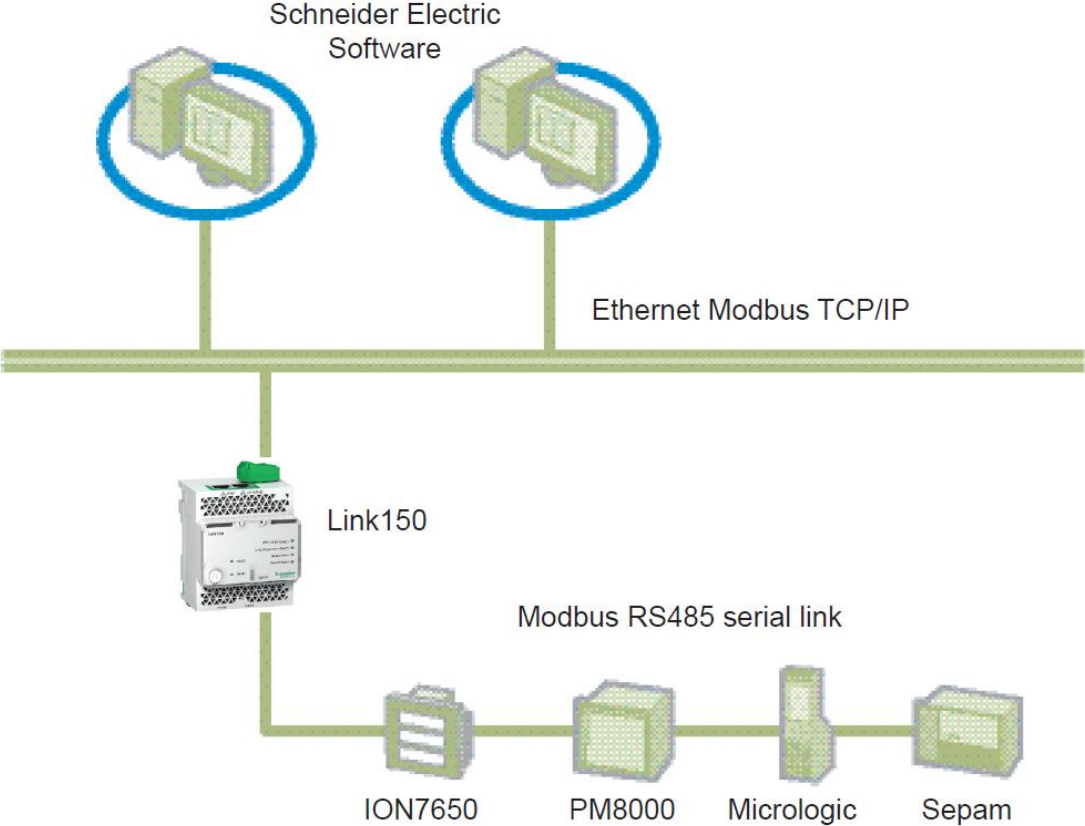 Schneider Electric
Software
Ethernet Modbus TCP/IP
Link150
Modbus RS485 serial link
ION7650
PM8000
Micrologic
Sepam